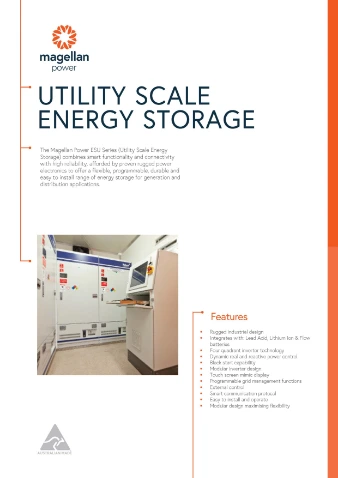 magellan
power
UTILITY SCALE
ENERGY STORAGE
The Magellan Power ESU Series (Utility Scale Energy
Storage) combines smart functionality and connectivity
with high reliability, afforded by proven rugged power
electronics to offer a flexible, programmable, durable and
easy to install range of energy storage for generation and
distribution applications.
Features
• Rugged industrial design
• Integrates with Lead Acid, Lithium Ion & Flow
batteries
• Four quadrant inverter technology
• Dynamic real and reactive power control
• Black start capability
• Modular inverter design
• Touch screen mimic display
• Programmable grid management functions
• External control
• Smart communication protocol
• Easy to install and operate
• Modular design maximising flexibility